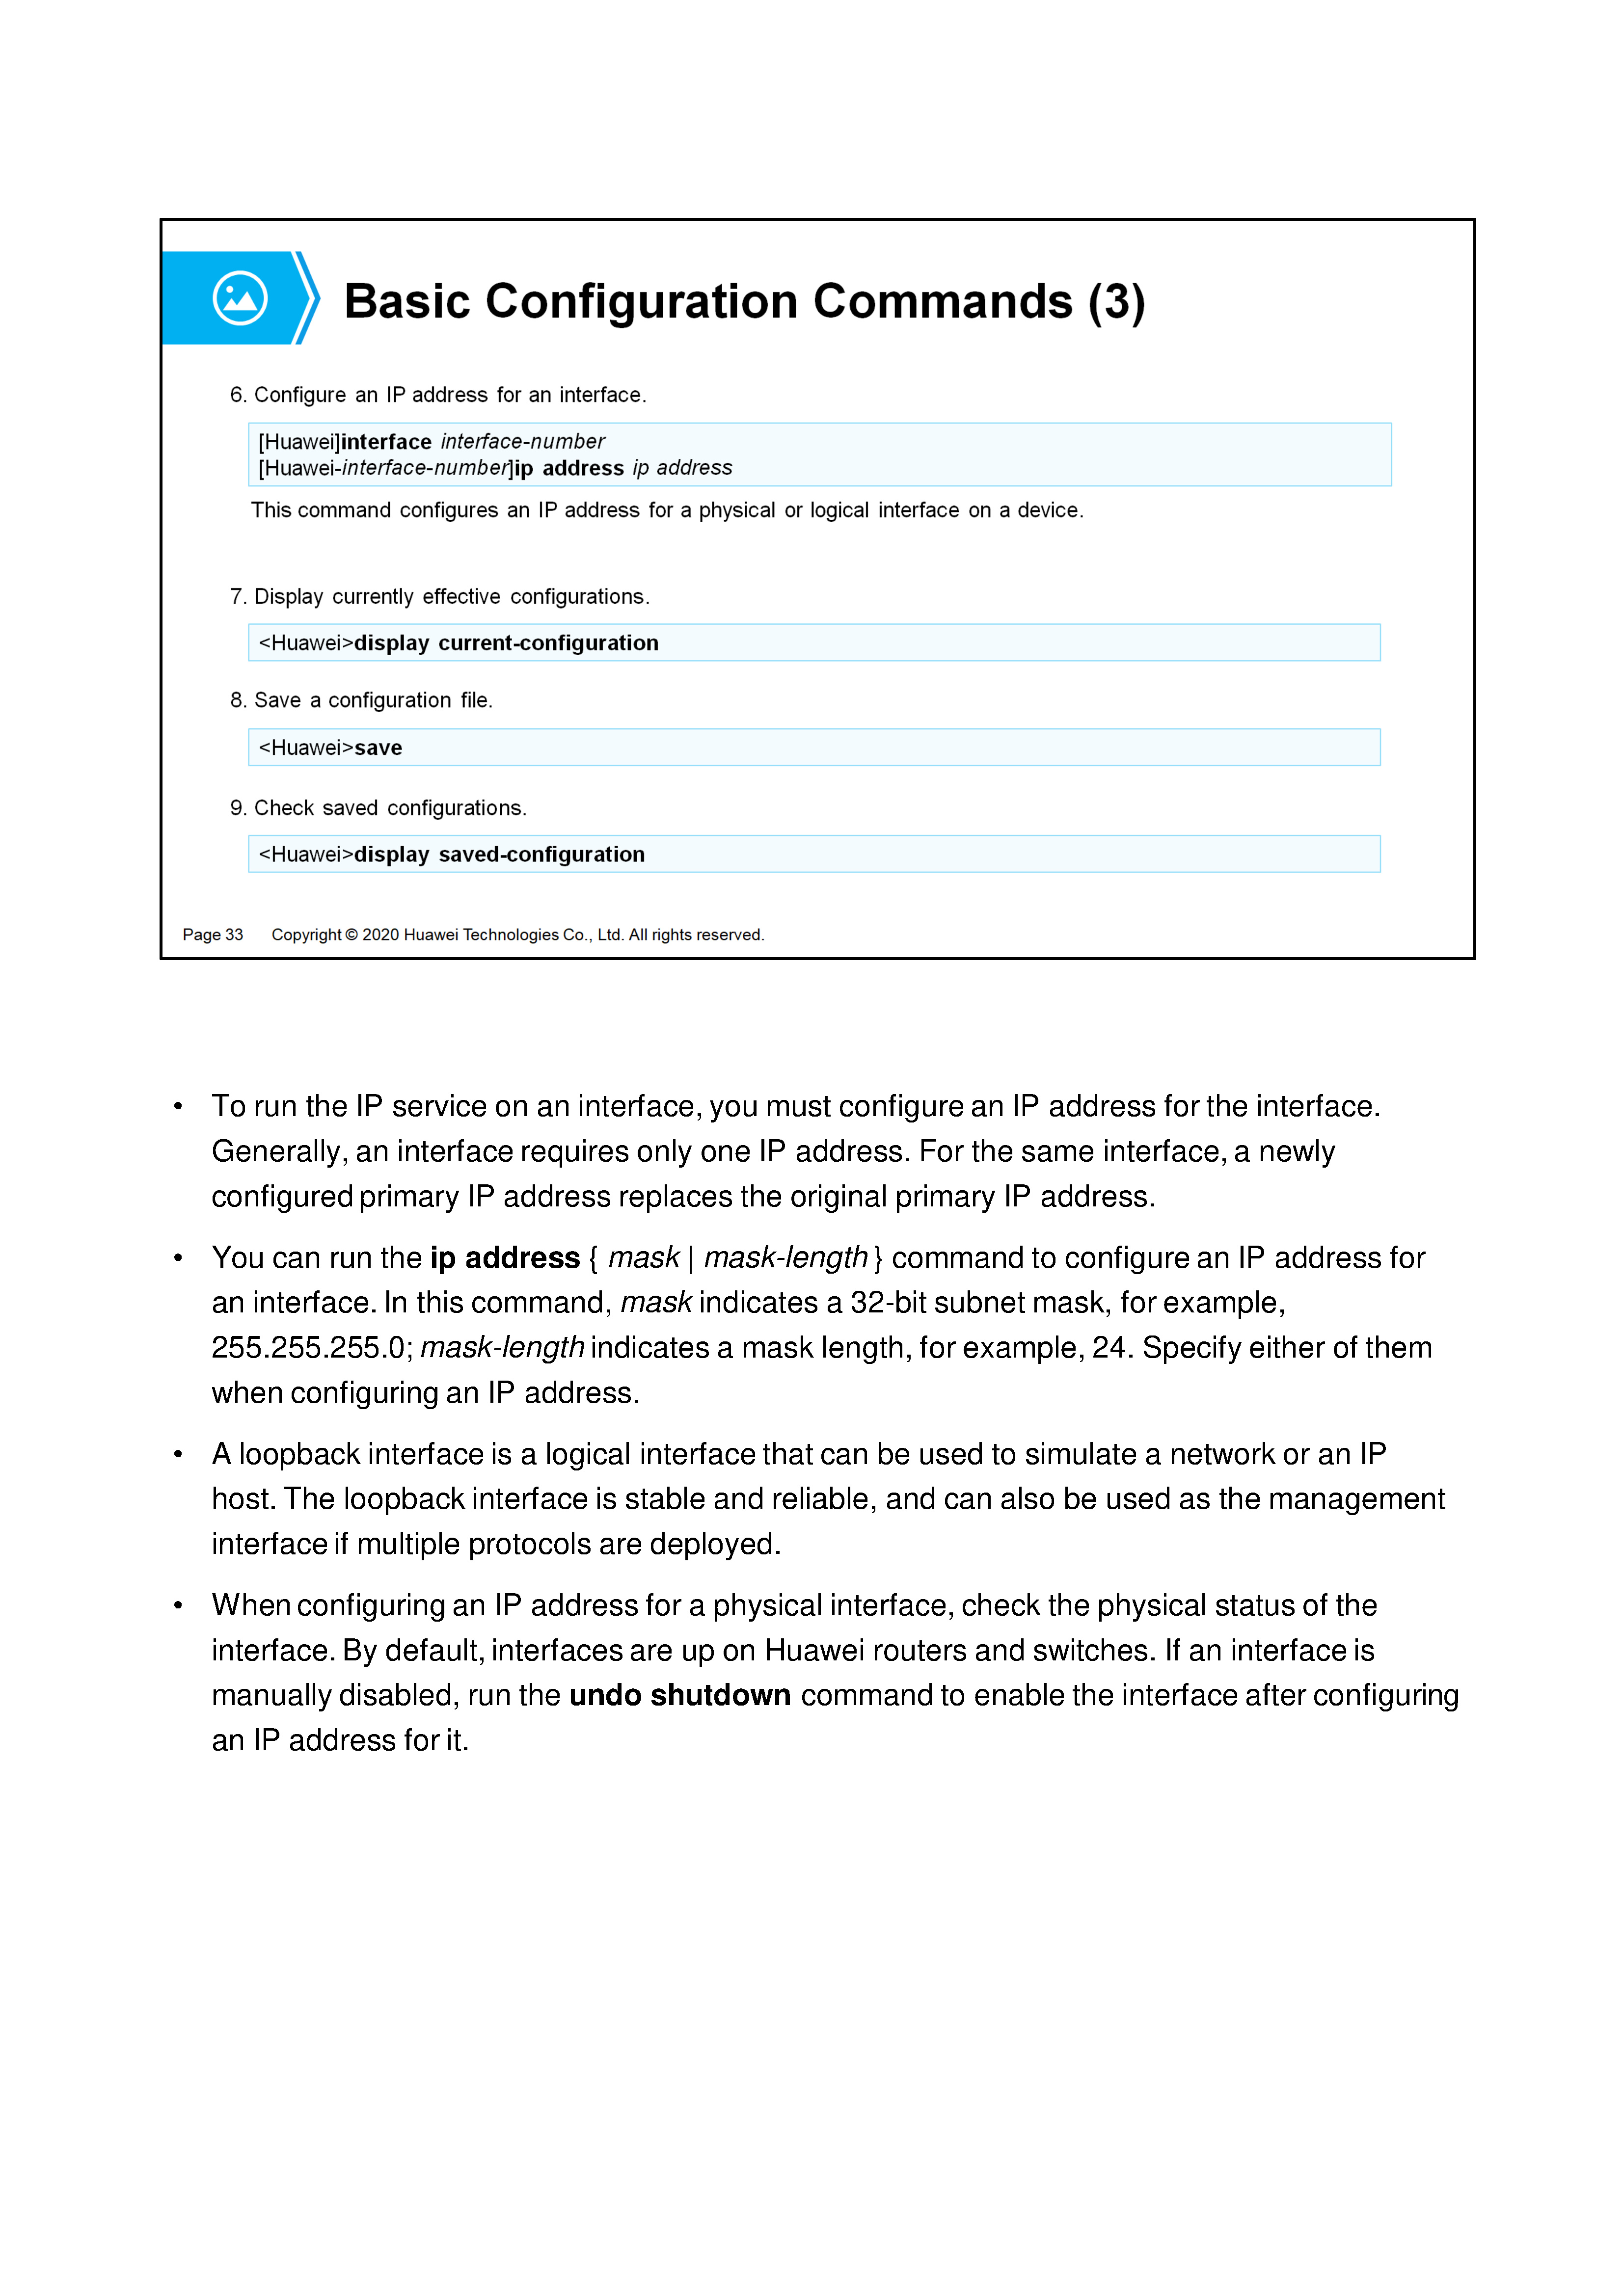 Basic Configuration Commands (3)
6. Configure an IP address for an interface.
[Huawei]interface interface-number
[Huawei-interface-number]ip address ip address
This command configures an IP address for a physical or logical interface on a device.
7. Display currently effective configurations.
<Huawei>display current-configuration
8. Save a configuration file.
<Huawei>save
9. Check saved configurations.
<Huawei>display saved-configuration
Page 33 Copyright © 2020 Huawei Technologies Co., Ltd. All rights reserved.
• To run the IP service on an interface, you must configure an IP address for the interface.
Generally, an interface requires only one IP address. For the same interface, a newly
configured primary IP address replaces the original primary IP address.
• You can run the ip address { mask | mask-length } command to configure an IP address for
an interface. In this command, mask indicates a 32-bit subnet mask, for example,
255.255.255.0; mask-length indicates a mask length, for example, 24. Specify either of them
when configuring an IP address.
• A loopback interface is a logical interface that can be used to simulate a network or an IP
host. The loopback interface is stable and reliable, and can also be used as the management
interface if multiple protocols are deployed.
• When configuring an IP address for a physical interface, check the physical status of the
interface. By default, interfaces are up on Huawei routers and switches. If an interface is
manually disabled, run the undo shutdown command to enable the interface after configuring
an IP address for it.